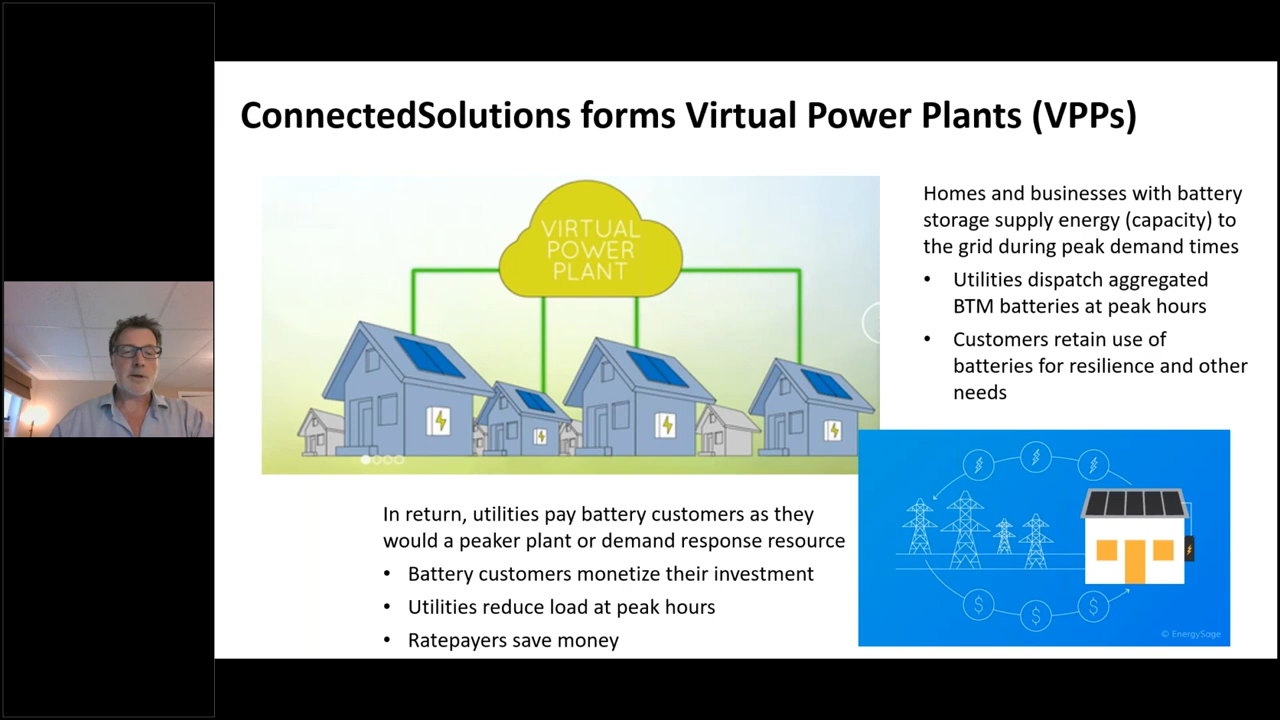 ConnectedSolutions forms Virtual Power Plants (VPPs)
VIRTUAL
POWER
PLANT
Homes and businesses with battery
storage supply energy (capacity) to
the grid during peak demand times
• Utilities dispatch aggregated
BTM batteries at peak hours
• Customers retain use of
batteries for resilience and other
needs
In return, utilities pay battery customers as they
would a peaker plant or demand response resource
• Battery customers monetize their investment
• Utilities reduce load at peak hours
• Ratepayers save money
$ $ $
© EnergySage